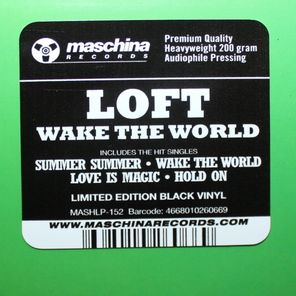 maschina
RECORDS
Premium Quality
Heavyweight 200 gram
Audiophile Pressing
LOFT
WAKE THE WORLD
INCLUDES THE HIT SINGLES
SUMMER SUMMER • WAKE THE WORLD
LOVE IS MAGIC • HOLD ON
LIMITED EDITION BLACK VINYL
MASHLP-152 Barcode: 4668010260669
WWW.MASCHINARECORDS.COM